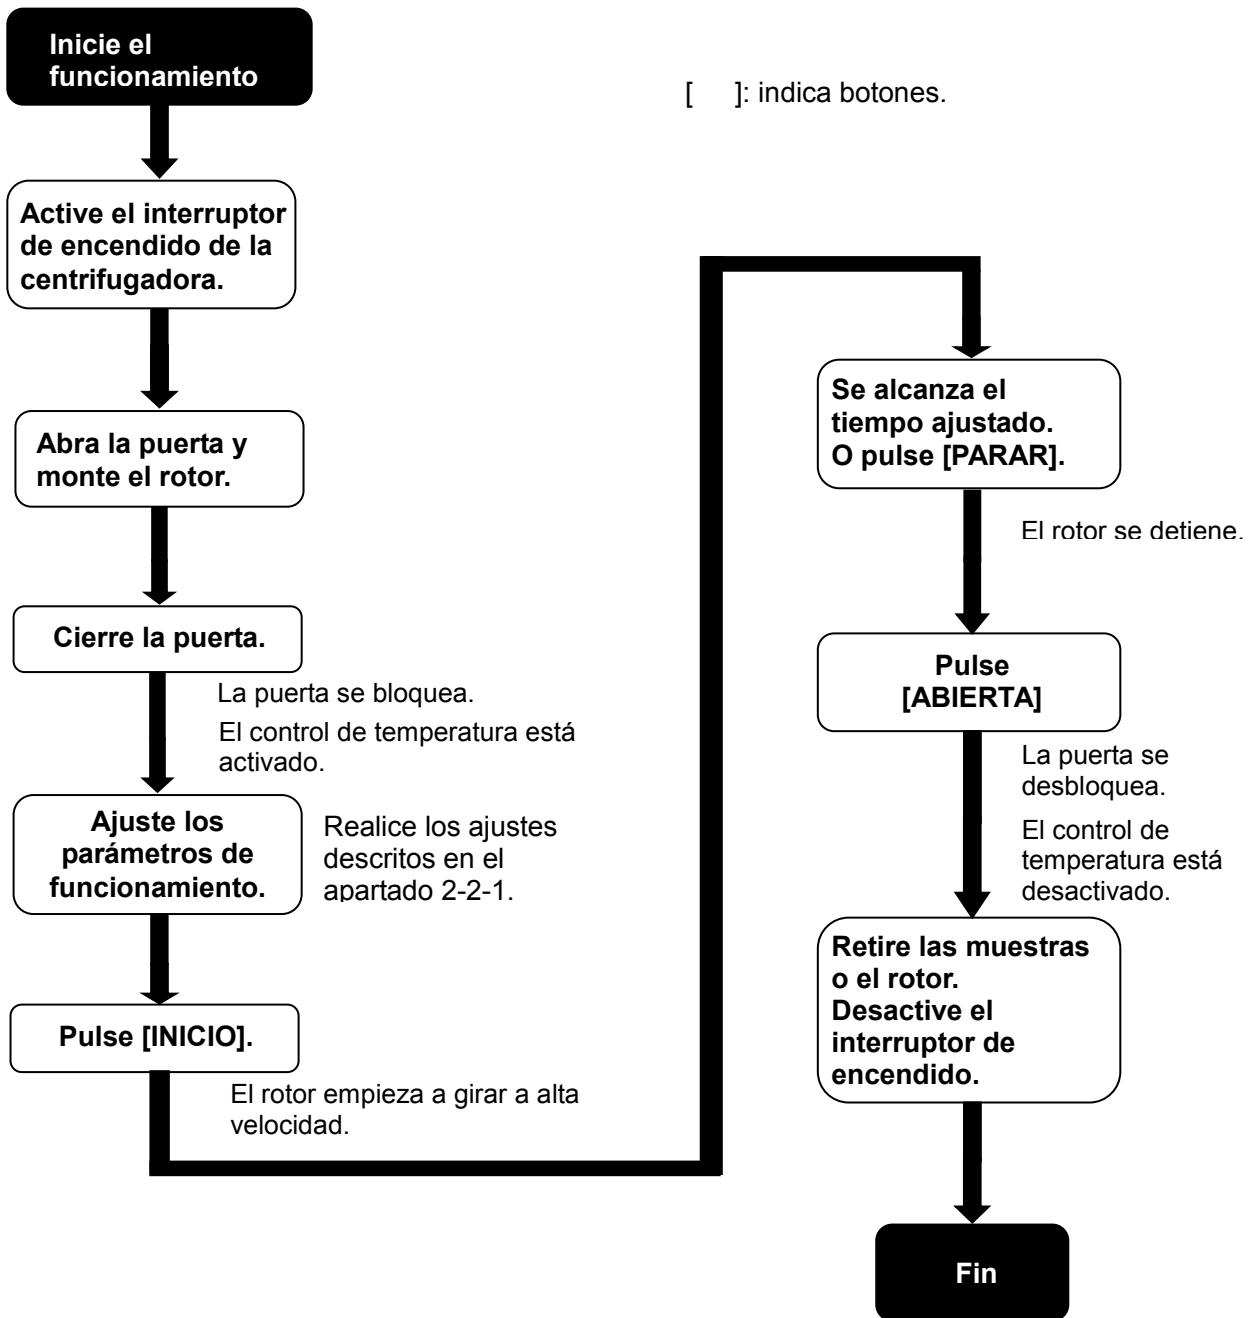 Inicie el
funcionamiento
[    ]: indica botones.
Active el interruptor
de encendido de la
centrifugadora.
Abra la puerta y
monte el rotor.
Cierre la puerta.
La puerta se bloquea.
El control de temperatura está
activado.
Ajuste los
parámetros de
funcionamiento.
Realice los ajustes
descritos en el
apartado 2-2-1.
Pulse [INICIO].
El rotor empieza a girar a alta
velocidad.
Se alcanza el
tiempo ajustado.
O pulse [PARAR].
El rotor se detiene.
Pulse
[ABIERTA]
La puerta se
desbloquea.
El control de
temperatura está
desactivado.
Retire las muestras
o el rotor.
Desactive el
interruptor de
encendido.
Fin